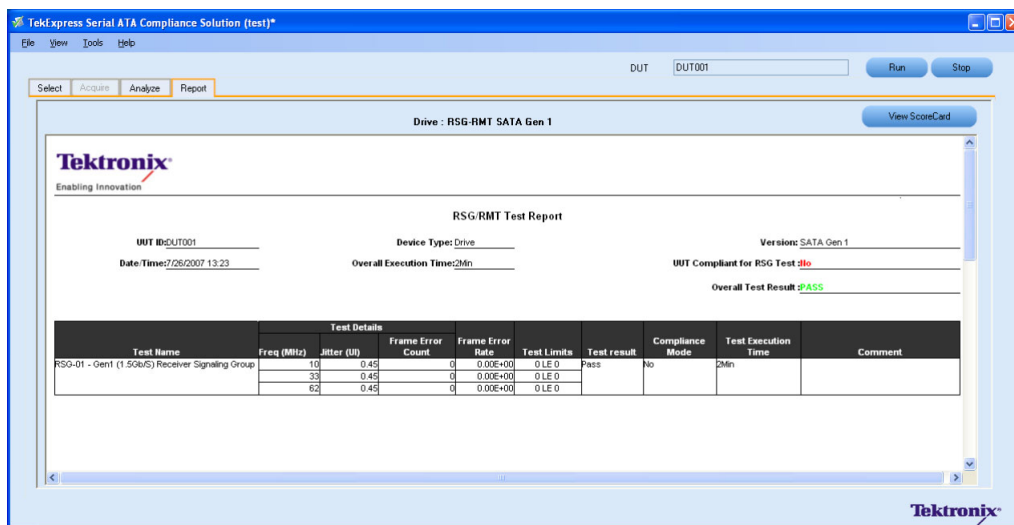 TekExpress Serial ATA Compliance Solution (test)*
File View Tools Help
DUT DUT001 Run Stop
Select Acquire Analyze Report
Drive : RSG-RMT SATA Gen 1 View ScoreCard
Tektronix
Enabling Innovation
RSG/RMT Test Report
UUT ID:DUT001 Device Type: Drive Version: SATA Gen 1
Date/Time:7/26/2007 13:23 Overall Execution Time:2Min UUT Compliant for RSG Test :No
Overall Test Result :PASS
Test Details
Test Name Freq (MHz) Jitter (UI) Frame Error Count Frame Error Rate Test Limits Test result Compliance Mode Test Execution Time Comment
RSG-01 - Gen1 (1.5Gb/S) Receiver Signaling Group 10 0.45 0 0.00E+00 0 LE 0 Pass No 2Min
33 0.45 0 0.00E+00 0 LE 0
62 0.45 0 0.00E+00 0 LE 0
Tektronix